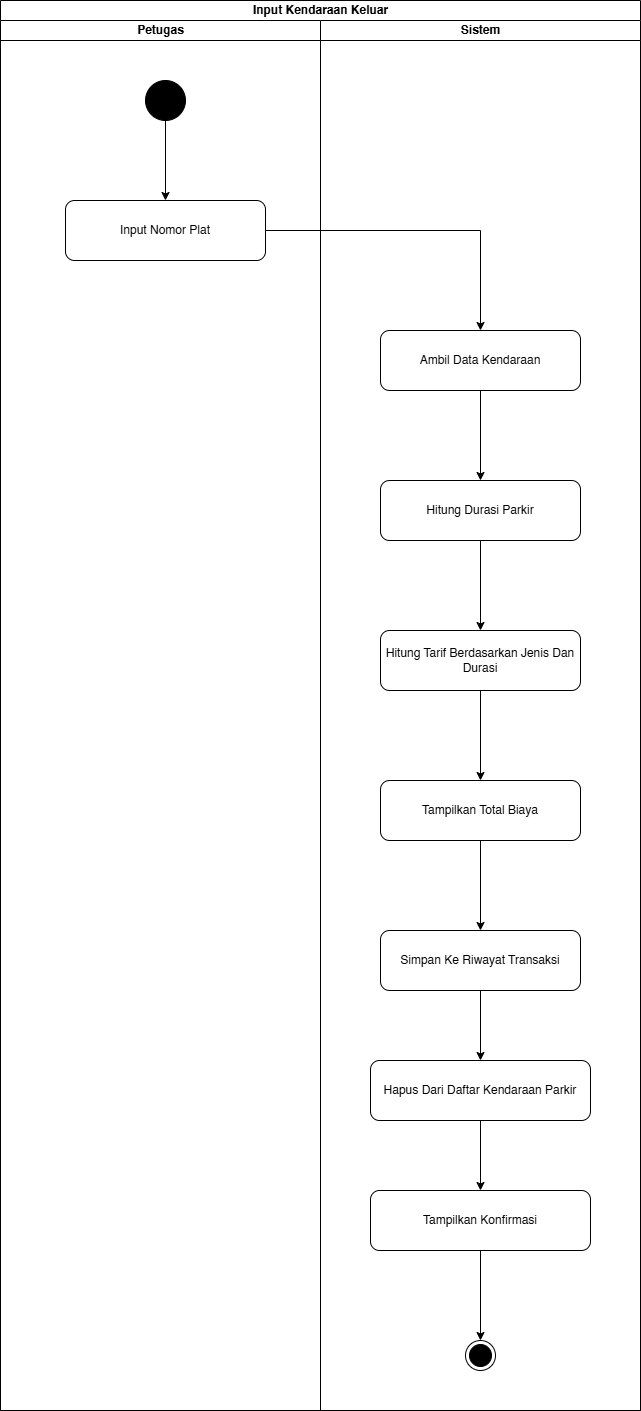 Input Kendaraan Keluar
Petugas
Sistem
Input Nomor Plat
Ambil Data Kendaraan
Hitung Durasi Parkir
Hitung Tarif Berdasarkan Jenis Dan
Durasi
Tampilkan Total Biaya
Simpan Ke Riwayat Transaksi
Hapus Dari Daftar Kendaraan Parkir
Tampilkan Konfirmasi